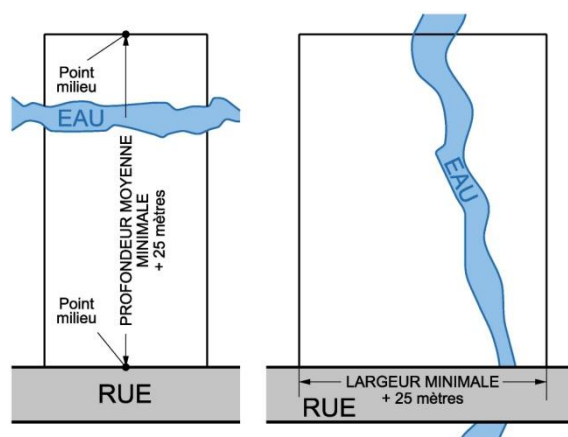 Point
milieu
EAU
PROFONDEUR MOYENNE
MINIMALE
+ 25 mètres
Point
milieu
RUE
EAU
LARGEUR MINIMALE
+ 25 mètres
RUE